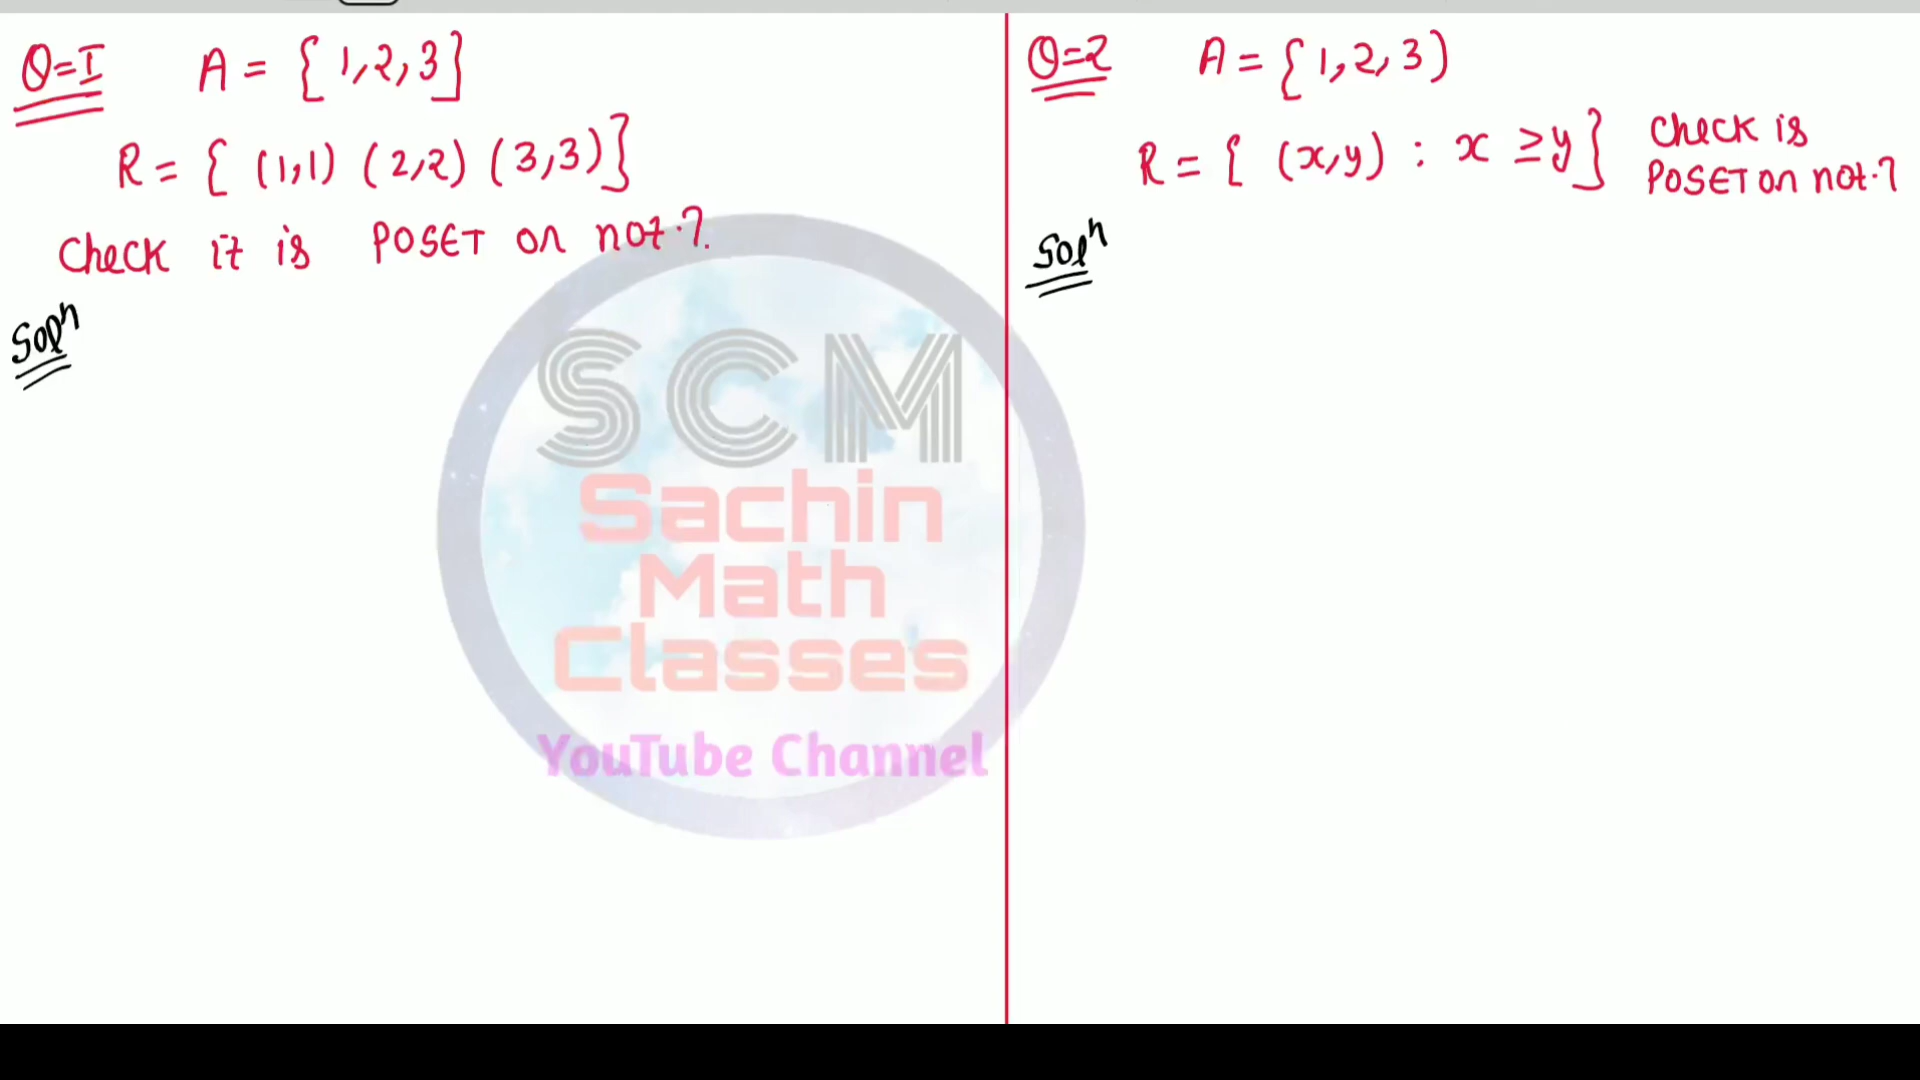 Q=I A = { 1,2,3}
R = { (1,1) (2,2) (3,3)}
Check it is POSET or not.?
Solⁿ
Q=2 A = {1,2,3)
R = { (x,y) : x ≥y} Check is
POSET or not.?
Solⁿ
SCM
Sachin
Math
Classes
YouTube Channel